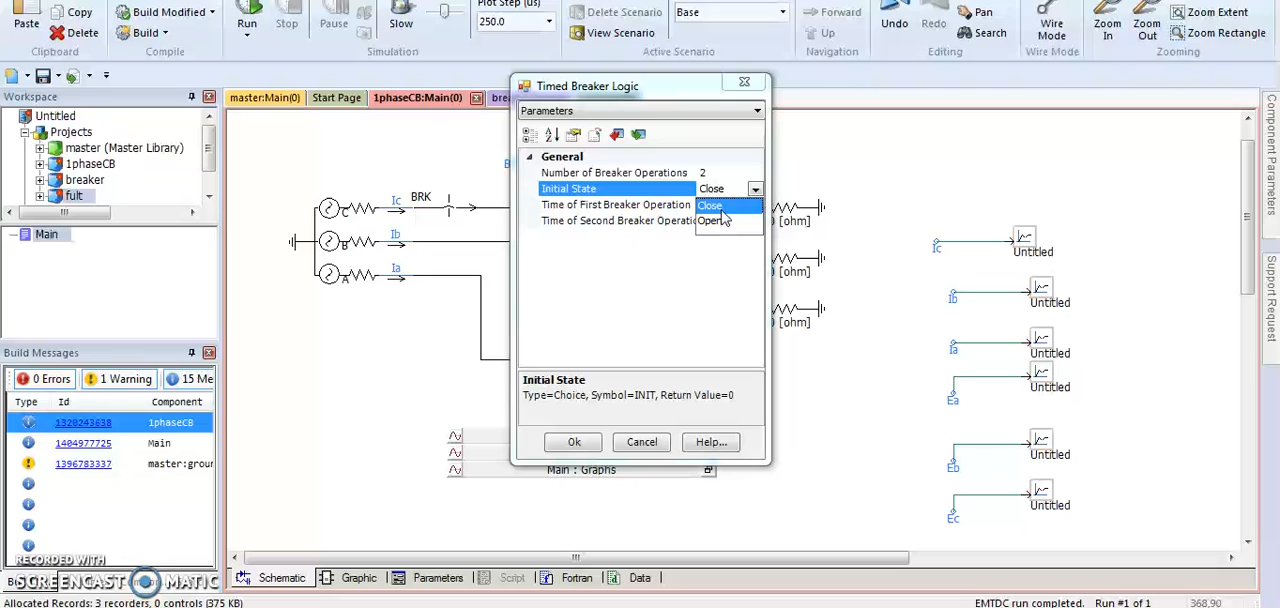 Paste
Copy
Delete
Clipboard
Build Modified
Build
Compile
Run
Stop
Pause
Slow
Plot Step (us)
250.0
Simulation
Delete Scenario
View Scenario
Base
Active Scenario
Forward
Up
Navigation
Undo
Redo
Pan
Search
Editing
Wire Mode
Wire Mode
Zoom In
Zoom Out
Zoom Extent
Zoom Rectangle
Zooming
Workspace
Untitled
Projects
master (Master Library)
1phaseCB
breaker
fult
Main
master:Main(0)
Start Page
1phaseCB:Main(0)
Timed Breaker Logic
Parameters
General
Number of Breaker Operations 2
Initial State Close
Time of First Breaker Operation
Close
Time of Second Breaker Operatic
Open
Initial State
Type=Choice, Symbol=INIT, Return Value=0
Ok
Cancel
Help...
Main : Graphs
C
B
A
Ic
Ib
Ia
BRK
[ohm]
[ohm]
[ohm]
Ic
Untitled
Ib
Untitled
Ia
Untitled
Ea
Untitled
Eb
Untitled
Ec
Untitled
Component Parameters
Support Request
Build Messages
0 Errors
1 Warning
15 Me
Type Id Component
1320243638 1phaseCB
1404977725 Main
1396783337 master:grour
RECORDED WITH
SCREENCAST MATIC
Schematic
Graphic
Parameters
Script
Fortran
Data
Allocated Records: 3 recorders, 0 controls (375 KB)
EMTDC run completed.
Run #1 of 1
368.90